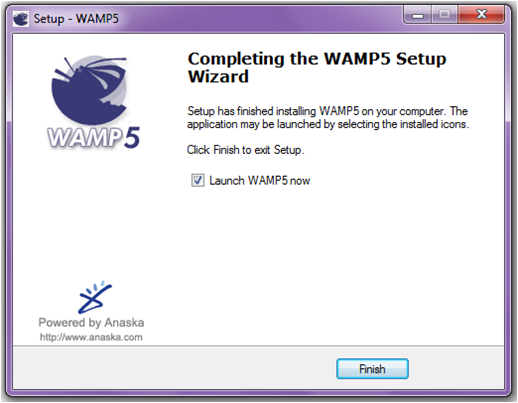 Setup - WAMP5
Completing the WAMP5 Setup
Wizard
Setup has finished installing WAMP5 on your computer. The
application may be launched by selecting the installed icons.
Click Finish to exit Setup.
Launch WAMP5 now
WAMP5
Powered by Anaska
http://www.anaska.com
Finish